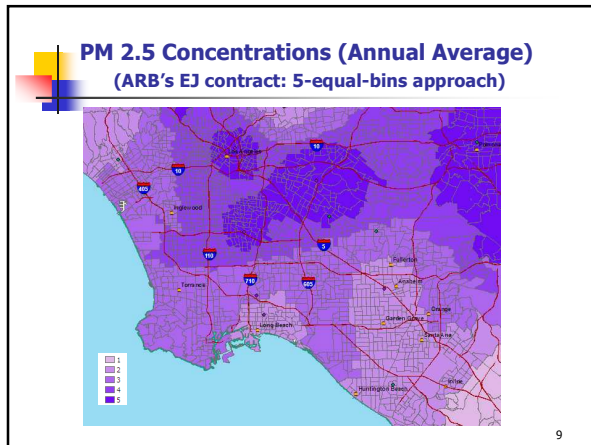 PM 2.5 Concentrations (Annual Average)
(ARB's EJ contract: 5-equal-bins approach)
10
10
405
Inglewood
110
5
Fullerton
Anaheim
710
605
Torrance
Orange
Garden Grove
Long Beach
Santa Ana
1
2
3
4
5
Irvine
Huntington Beach
9